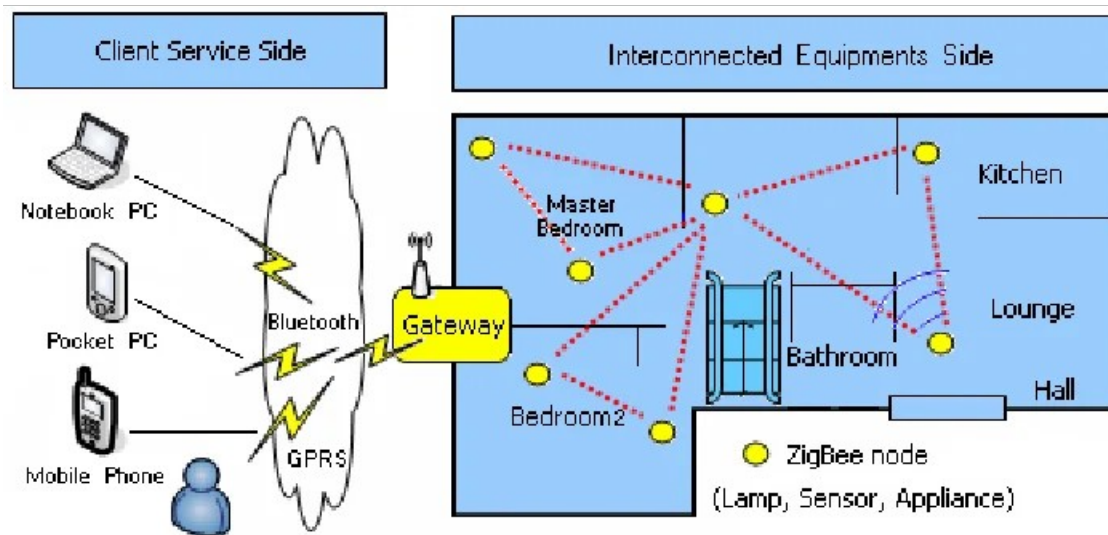 Client Service Side
Interconnected Equipments Side
Notebook PC
Pocket PC
Mobile Phone
Bluetooth
GPRS
Gateway
Master
Bedroom
Kitchen
Lounge
Bathroom
Hall
Bedroom2
ZigBee node
(Lamp, Sensor, Appliance)